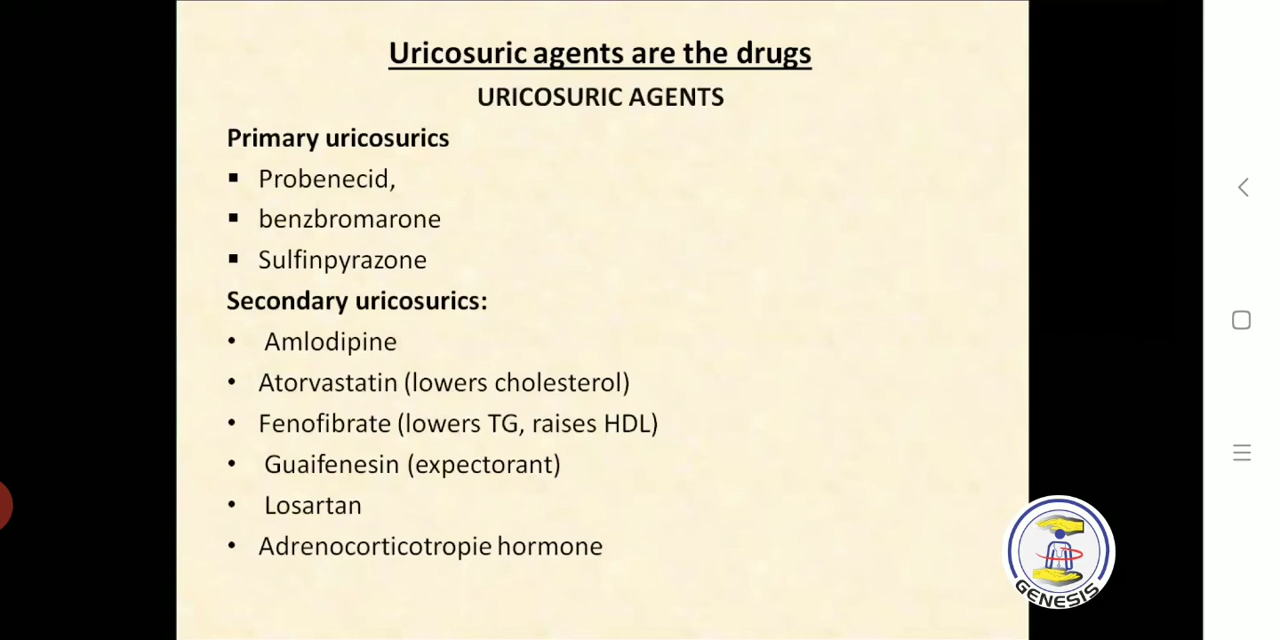 Uricosuric agents are the drugs
URICOSURIC AGENTS
Primary uricosurics
▪ Probenecid,
▪ benzbromarone
▪ Sulfinpyrazone
Secondary uricosurics:
• Amlodipine
• Atorvastatin (lowers cholesterol)
• Fenofibrate (lowers TG, raises HDL)
• Guaifenesin (expectorant)
• Losartan
• Adrenocorticotropie hormone
GENESIS